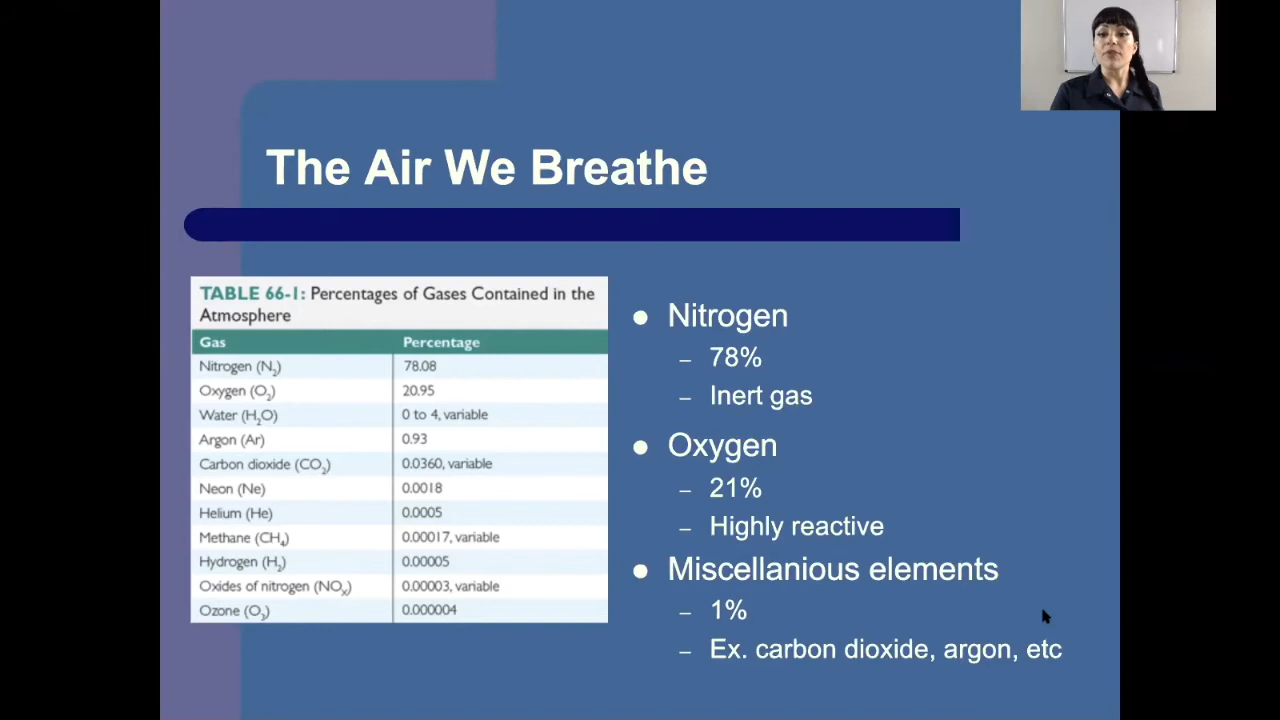 The Air We Breathe
TABLE 66-1: Percentages of Gases Contained in the
Atmosphere
Gas Percentage
Nitrogen (N₂) 78.08
Oxygen (O₂) 20.95
Water (H₂O) 0 to 4, variable
Argon (Ar) 0.93
Carbon dioxide (CO₂) 0.0360, variable
Neon (Ne) 0.0018
Helium (He) 0.0005
Methane (CH₄) 0.00017, variable
Hydrogen (H₂) 0.00005
Oxides of nitrogen (NOₓ) 0.00003, variable
Ozone (O₃) 0.000004
● Nitrogen
– 78%
– Inert gas
● Oxygen
– 21%
– Highly reactive
● Miscellanious elements
– 1%
– Ex. carbon dioxide, argon, etc